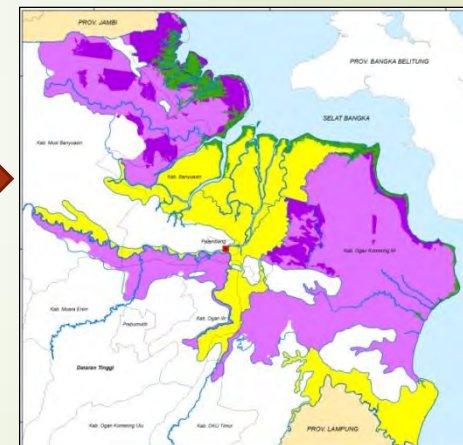 PROV. JAMBI
PROV. BANGKA BELITUNG
SELAT BANGKA
Kab. Musi Banyuasin
Kab. Banyuasin
Palembang
Kab. Ogan Komering Ilir
Kab. Muara Enim
Kab. Ogan Ilir
Prabumulih
Dataran Tinggi
Kab. Ogan Komering Ulu
Kab. OKU Timur
PROV. LAMPUNG